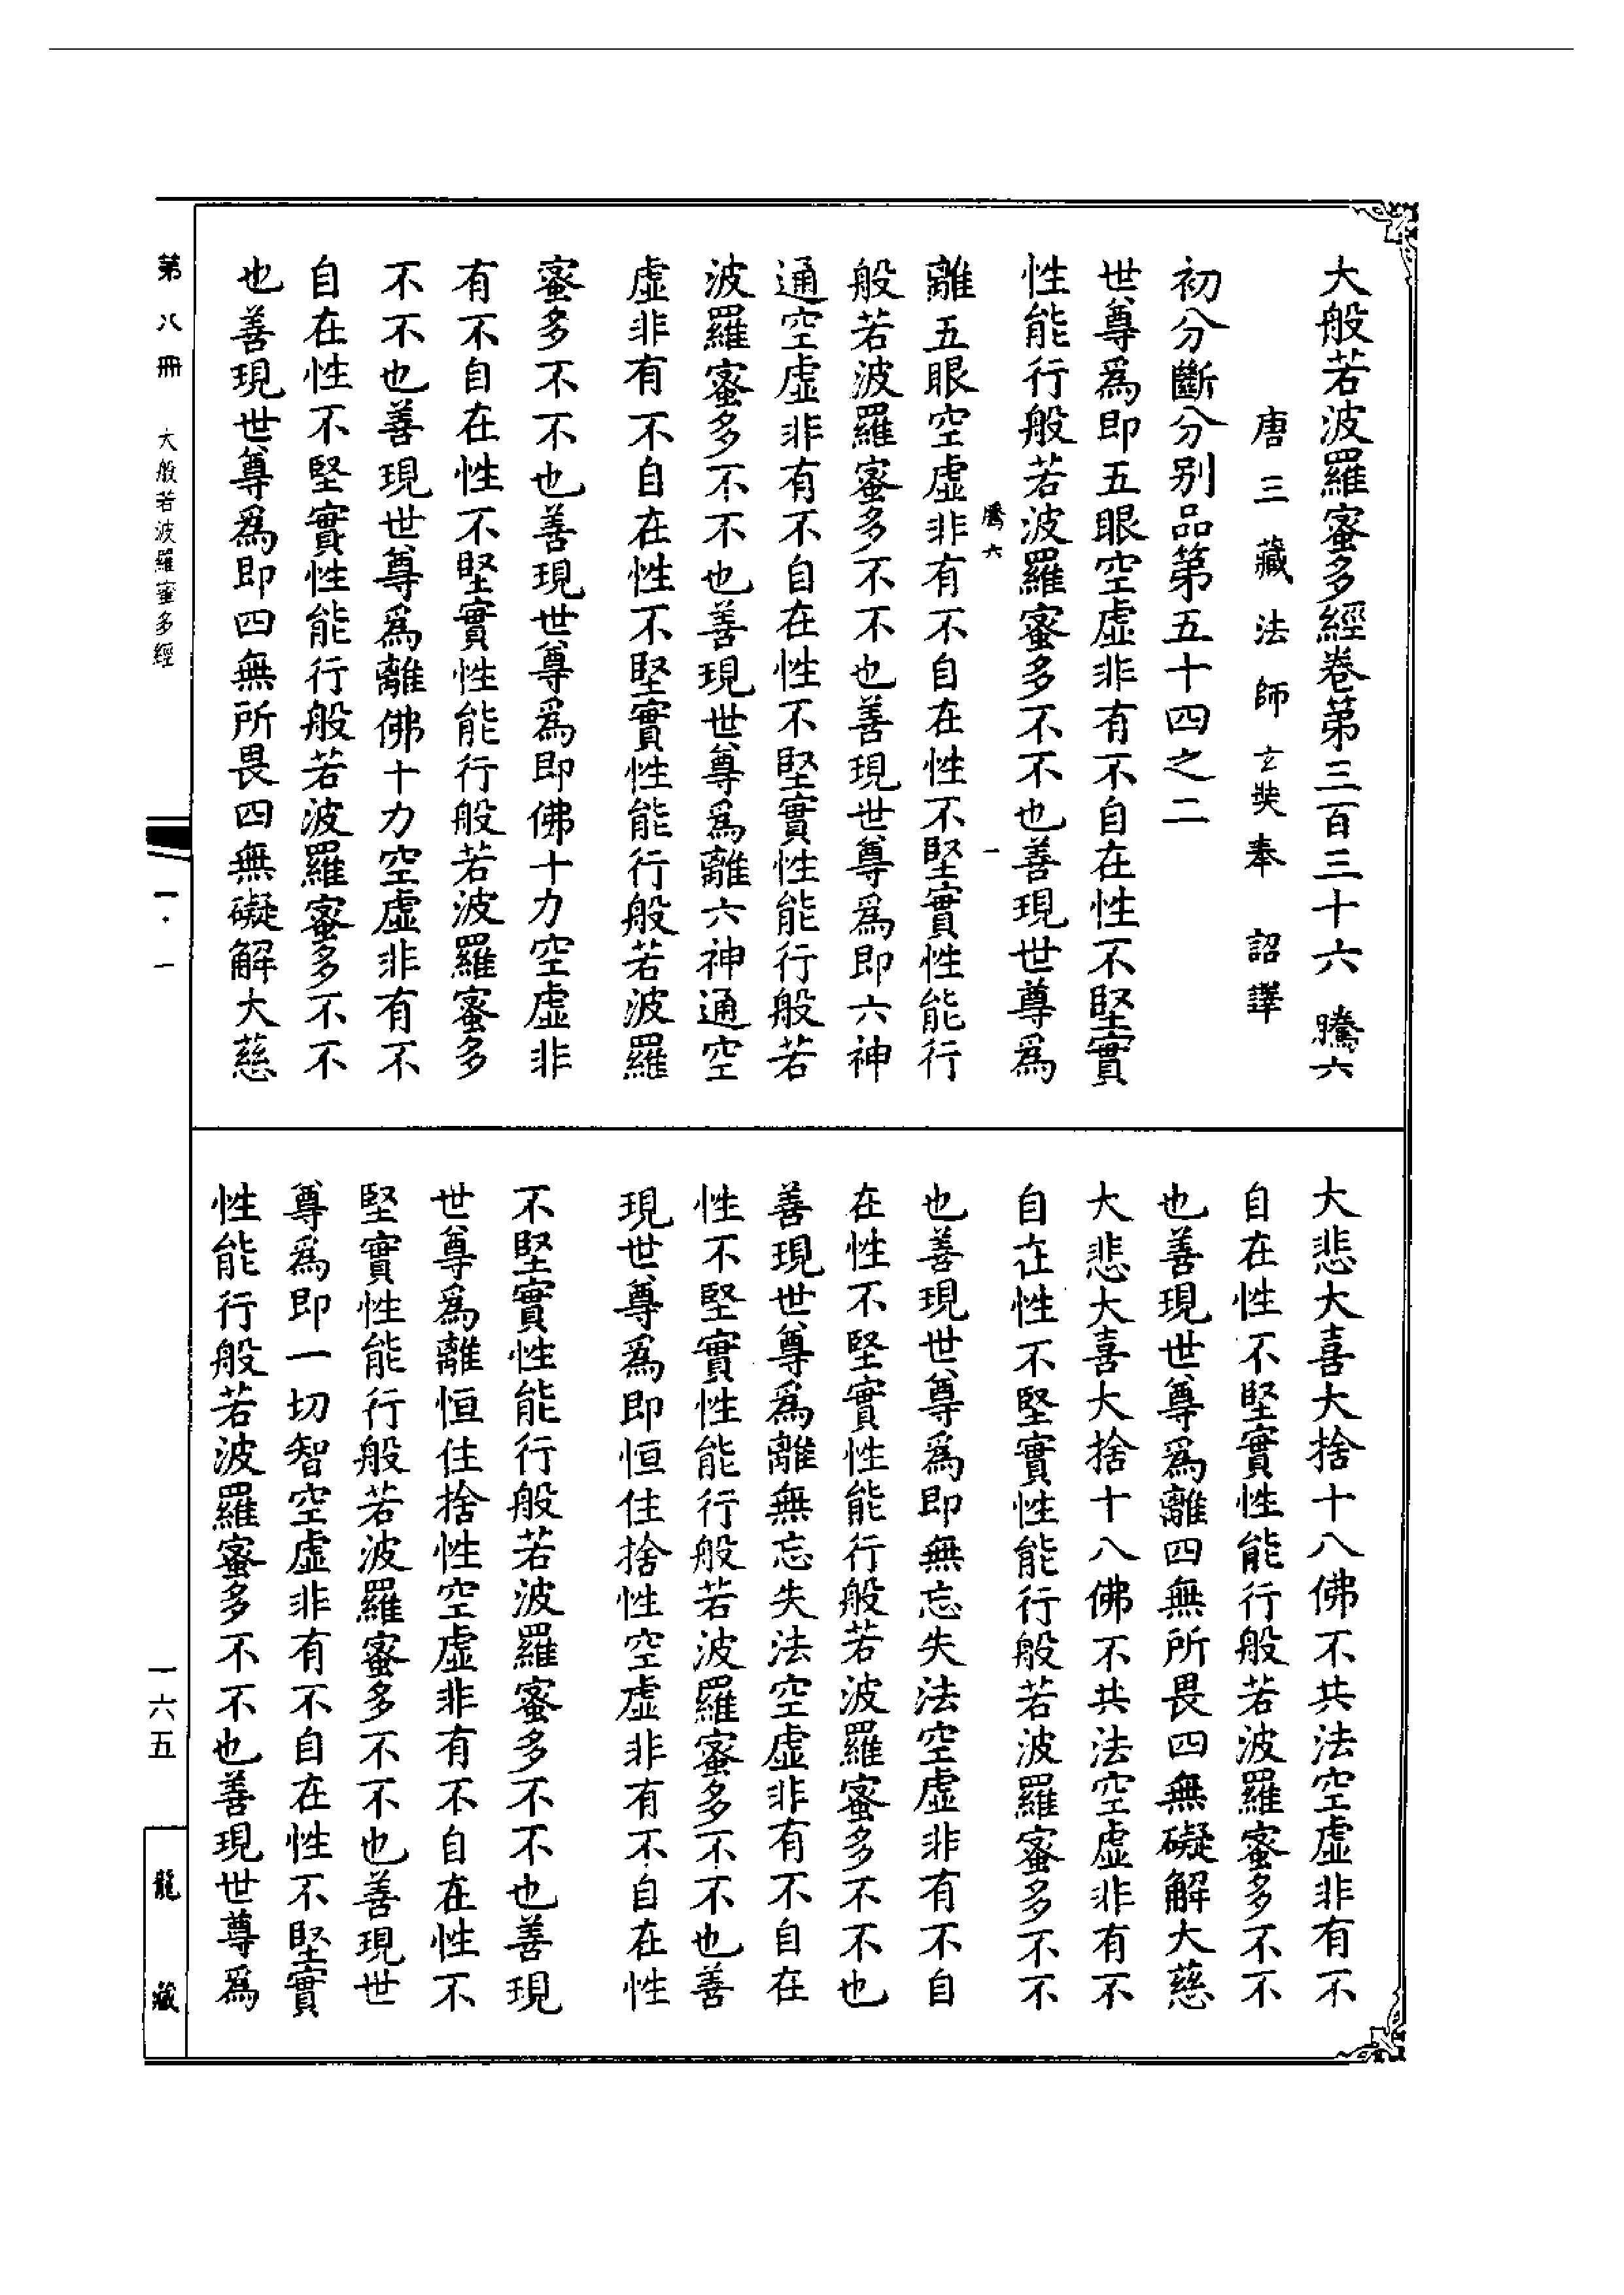 大般若波羅蜜多經卷第三百三十六 騰六
唐三藏法師玄奘奉 詔譯
初分斷分别品第五十四之二
世尊爲即五眼空虛非有不自在性不堅實
性能行般若波羅蜜多不不也善現世尊爲
騰六 一
離五眼空虛非有不自在性不堅實性能行
般若波羅蜜多不不也善現世尊爲即六神
通空虛非有不自在性不堅實性能行般若
波羅蜜多不不也善現世尊爲離六神通空
虛非有不自在性不堅實性能行般若波羅
蜜多不不也善現世尊爲即佛十力空虛非
有不自在性不堅實性能行般若波羅蜜多
不不也善現世尊爲離佛十力空虛非有不
自在性不堅實性能行般若波羅蜜多不不
也善現世尊爲即四無所畏四無礙解大慈
大悲大喜大捨十八佛不共法空虛非有不
自在性不堅實性能行般若波羅蜜多不不
也善現世尊爲離四無所畏四無礙解大慈
大悲大喜大捨十八佛不共法空虛非有不
自在性不堅實性能行般若波羅蜜多不不
也善現世尊爲即無忘失法空虛非有不自
在性不堅實性能行般若波羅蜜多不不也
善現世尊爲離無忘失法空虛非有不自在
性不堅實性能行般若波羅蜜多不不也善
現世尊爲即恒住捨性空虛非有不自在性
不堅實性能行般若波羅蜜多不不也善現
世尊爲離恒住捨性空虛非有不自在性不
堅實性能行般若波羅蜜多不不也善現世
尊爲即一切智空虛非有不自在性不堅實
性能行般若波羅蜜多不不也善現世尊爲
第八冊 大般若波羅蜜多經
一·一
一六五
龍藏